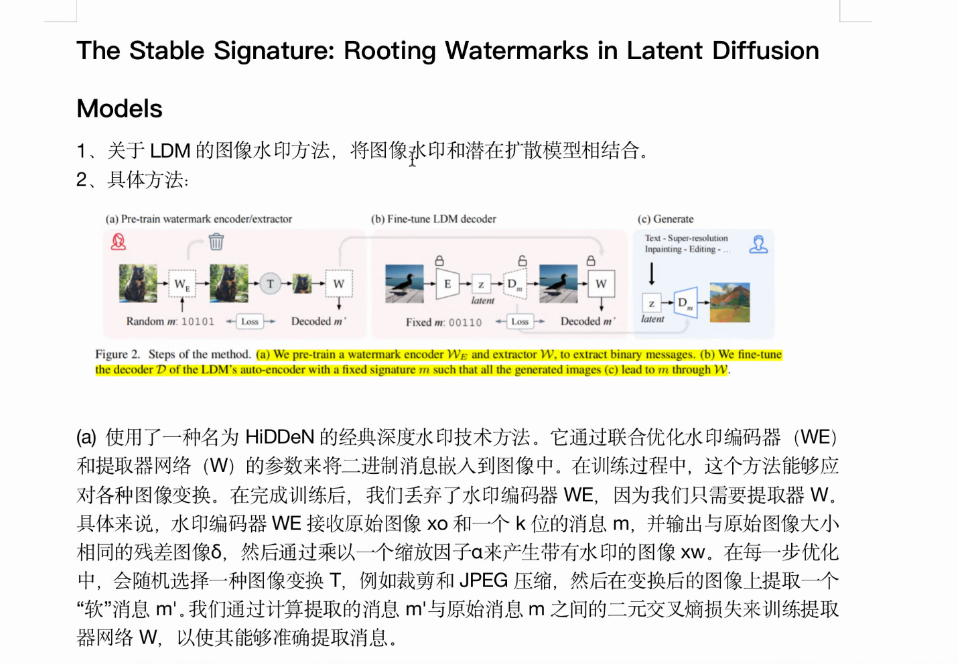 The Stable Signature: Rooting Watermarks in Latent Diffusion
Models
1、关于 LDM 的图像水印方法，将图像水印和潜在扩散模型相结合。
2、具体方法：
(a) Pre-train watermark encoder/extractor
(b) Fine-tune LDM decoder
(c) Generate
Text - Super-resolution
Inpainting - Editing - ...
W_E
T
W
E
z
D_m
W
z
D_m
latent
latent
Random m: 10101
Loss
Decoded m'
Fixed m: 00110
Loss
Decoded m'
Figure 2. Steps of the method. (a) We pre-train a watermark encoder W_E and extractor W, to extract binary messages. (b) We fine-tune
the decoder D of the LDM's auto-encoder with a fixed signature m such that all the generated images (c) lead to m through W.
(a) 使用了一种名为 HiDDeN 的经典深度水印技术方法。它通过联合优化水印编码器（WE）
和提取器网络（W）的参数来将二进制消息嵌入到图像中。在训练过程中，这个方法能够应
对各种图像变换。在完成训练后，我们丢弃了水印编码器 WE，因为我们只需要提取器 W。
具体来说，水印编码器 WE 接收原始图像 xo 和一个 k 位的消息 m，并输出与原始图像大小
相同的残差图像δ，然后通过乘以一个缩放因子α来产生带有水印的图像 xw。在每一步优化
中，会随机选择一种图像变换 T，例如裁剪和 JPEG 压缩，然后在变换后的图像上提取一个
“软”消息 m'。我们通过计算提取的消息 m'与原始消息 m 之间的二元交叉熵损失来训练提取
器网络 W，以使其能够准确提取消息。